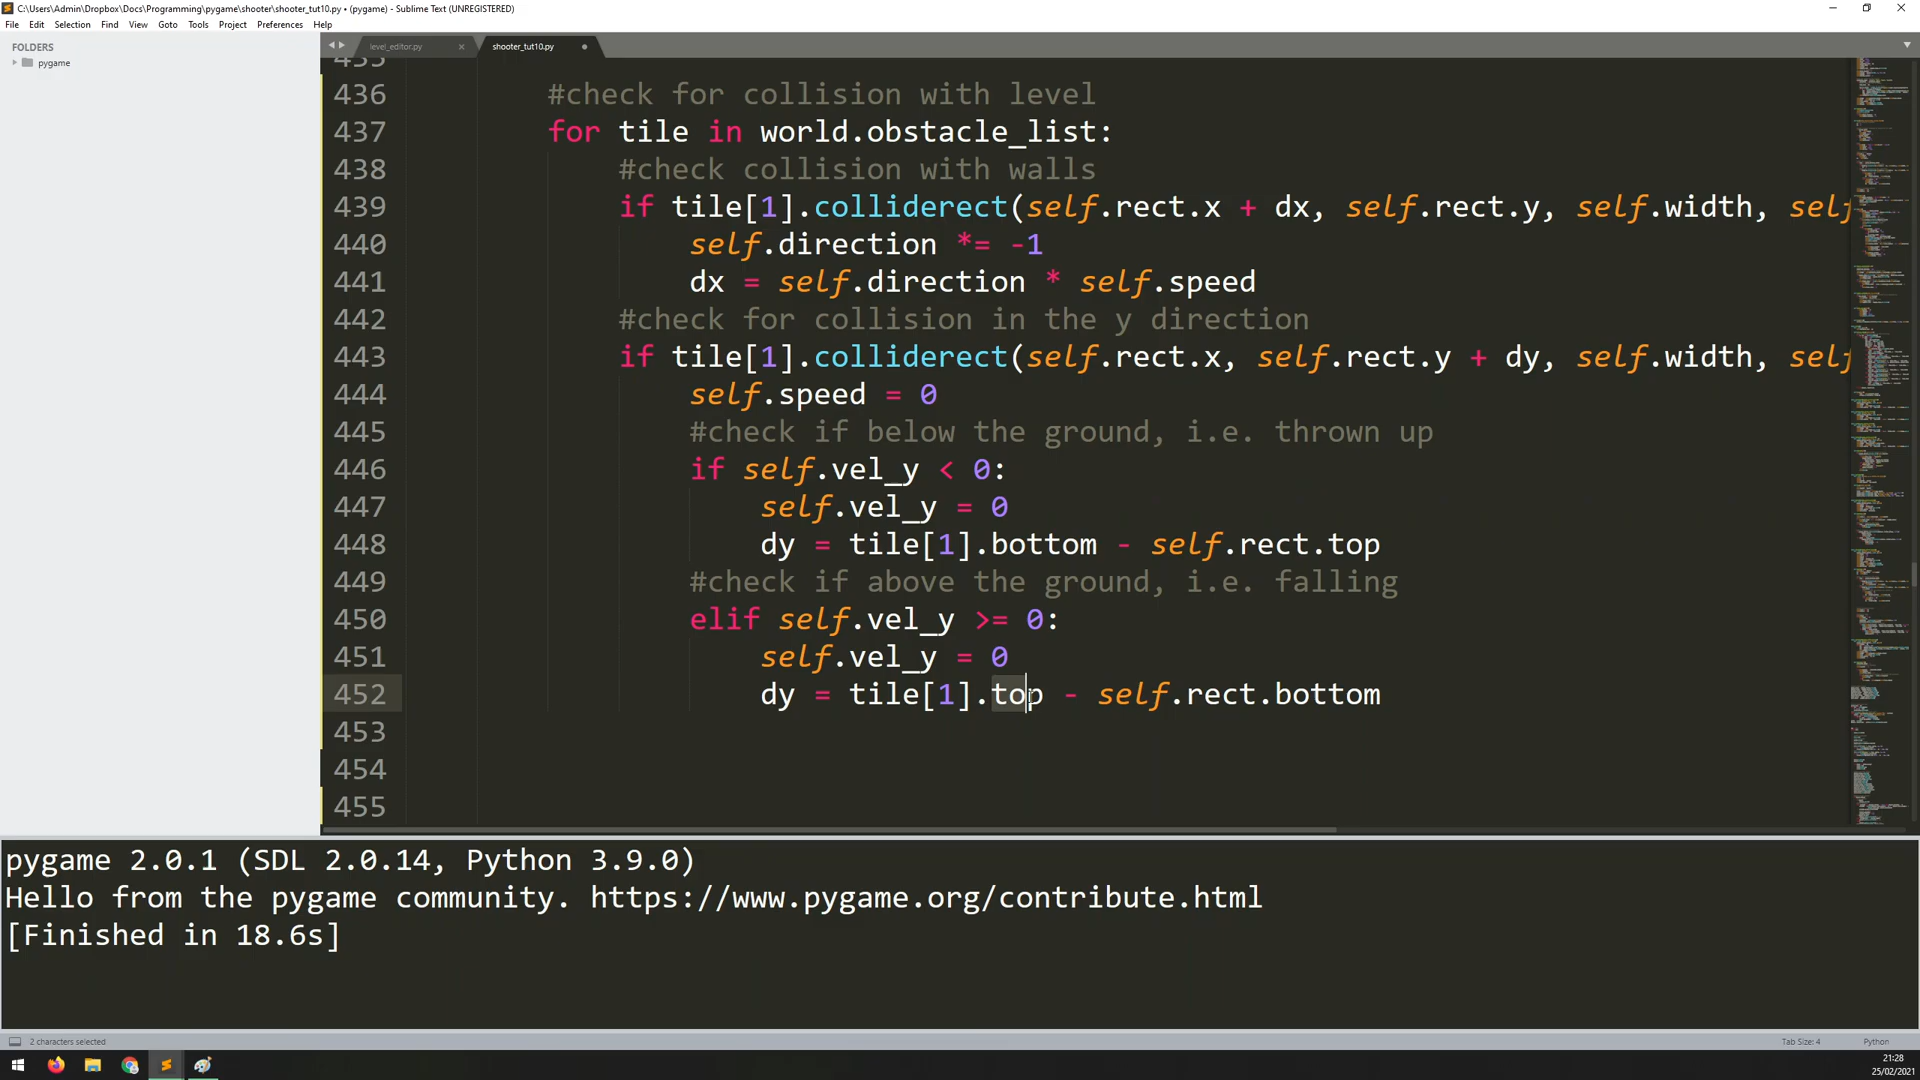 C:\Users\Admin\Dropbox\Docs\Programming\pygame\shooter\shooter_tut10.py • (pygame) - Sublime Text (UNREGISTERED)
File Edit Selection Find View Goto Tools Project Preferences Help
FOLDERS
pygame
level_editor.py
shooter_tut10.py
435
436 #check for collision with level
437 for tile in world.obstacle_list:
438 #check collision with walls
439 if tile[1].colliderect(self.rect.x + dx, self.rect.y, self.width, self
440 self.direction *= -1
441 dx = self.direction * self.speed
442 #check for collision in the y direction
443 if tile[1].colliderect(self.rect.x, self.rect.y + dy, self.width, self
444 self.speed = 0
445 #check if below the ground, i.e. thrown up
446 if self.vel_y < 0:
447 self.vel_y = 0
448 dy = tile[1].bottom - self.rect.top
449 #check if above the ground, i.e. falling
450 elif self.vel_y >= 0:
451 self.vel_y = 0
452 dy = tile[1].top - self.rect.bottom
453
454
455
pygame 2.0.1 (SDL 2.0.14, Python 3.9.0)
Hello from the pygame community. https://www.pygame.org/contribute.html
[Finished in 18.6s]
2 characters selected
Tab Size: 4
Python
21:28
25/02/2021